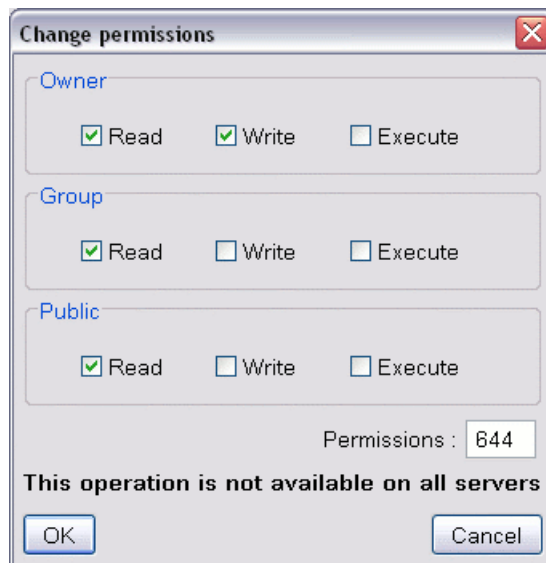 Change permissions
Owner
Read Write Execute
Group
Read Write Execute
Public
Read Write Execute
Permissions : 644
This operation is not available on all servers
OK Cancel